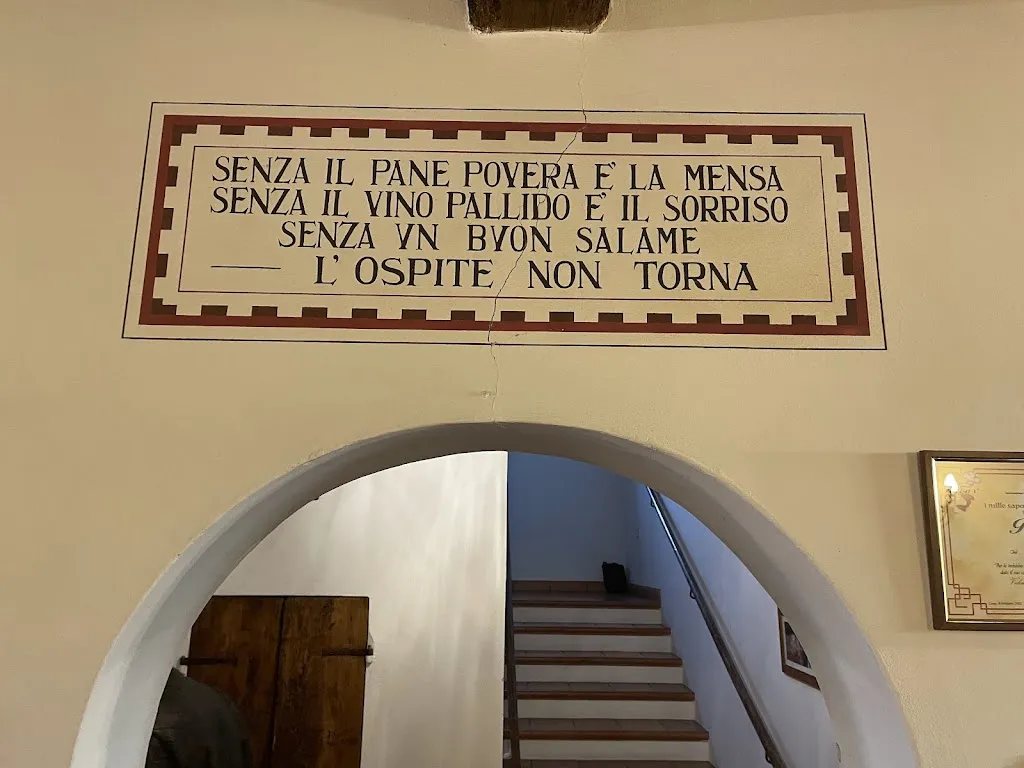 SENZA IL PANE POVERA E' LA MENSA
SENZA IL VINO PALLIDO E' IL SORRISO
SENZA VN BVON SALAME
L' OSPITE NON TORNA
I mille